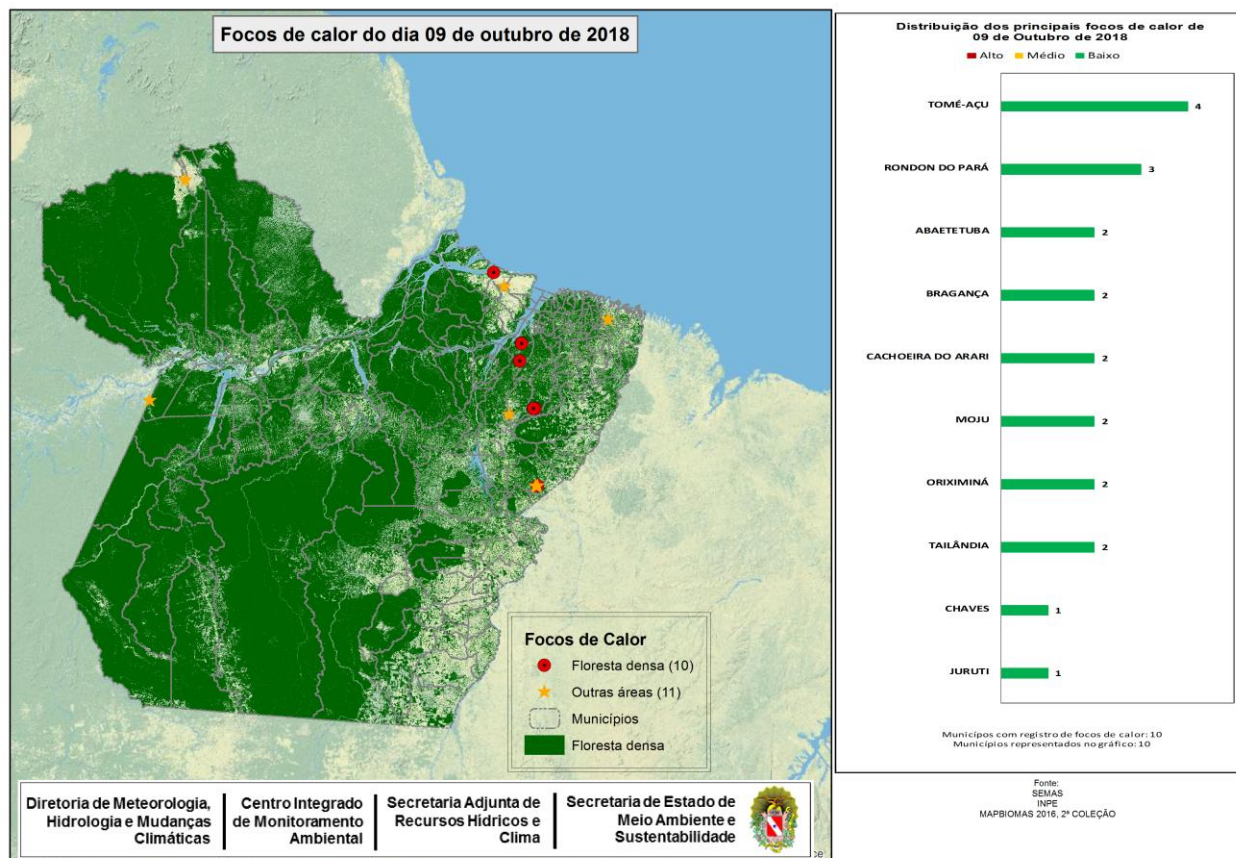 Focos de calor do dia 09 de outubro de 2018
Focos de Calor
Floresta densa (10)
Outras áreas (11)
Municípios
Floresta densa
Diretoria de Meteorologia,
Hidrologia e Mudanças
Climáticas
Centro Integrado
de Monitoramento
Ambiental
Secretaria Adjunta de
Recursos Hídricos e
Clima
Secretaria de Estado de
Meio Ambiente e
Sustentabilidade
Distribuição dos principais focos de calor de
09 de Outubro de 2018
Alto Médio Baixo
TOMÉ-AÇU 4
RONDON DO PARÁ 3
ABAETETUBA 2
BRAGANÇA 2
CACHOEIRA DO ARARI 2
MOJU 2
ORIXIMINÁ 2
TAILÂNDIA 2
CHAVES 1
JURUTI 1
Municípos com registro de focos de calor: 10
Municípios representados no gráfico: 10
Fonte:
SEMAS
INPE
MAPBIOMAS 2016, 2ª COLEÇÃO